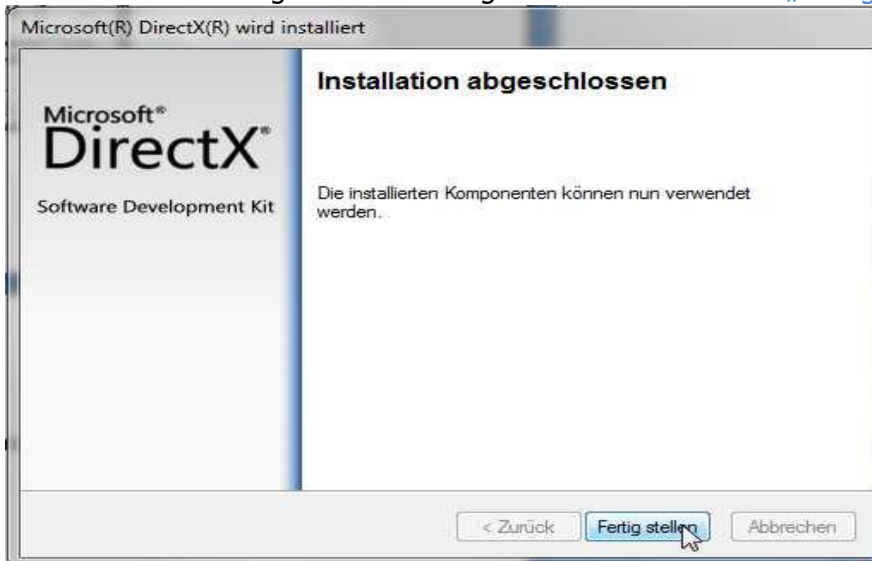 Microsoft(R) DirectX(R) wird installiert
Installation abgeschlossen
Microsoft®
DirectX®
Software Development Kit
Die installierten Komponenten können nun verwendet
werden.
< Zurück
Fertig stellen
Abbrechen